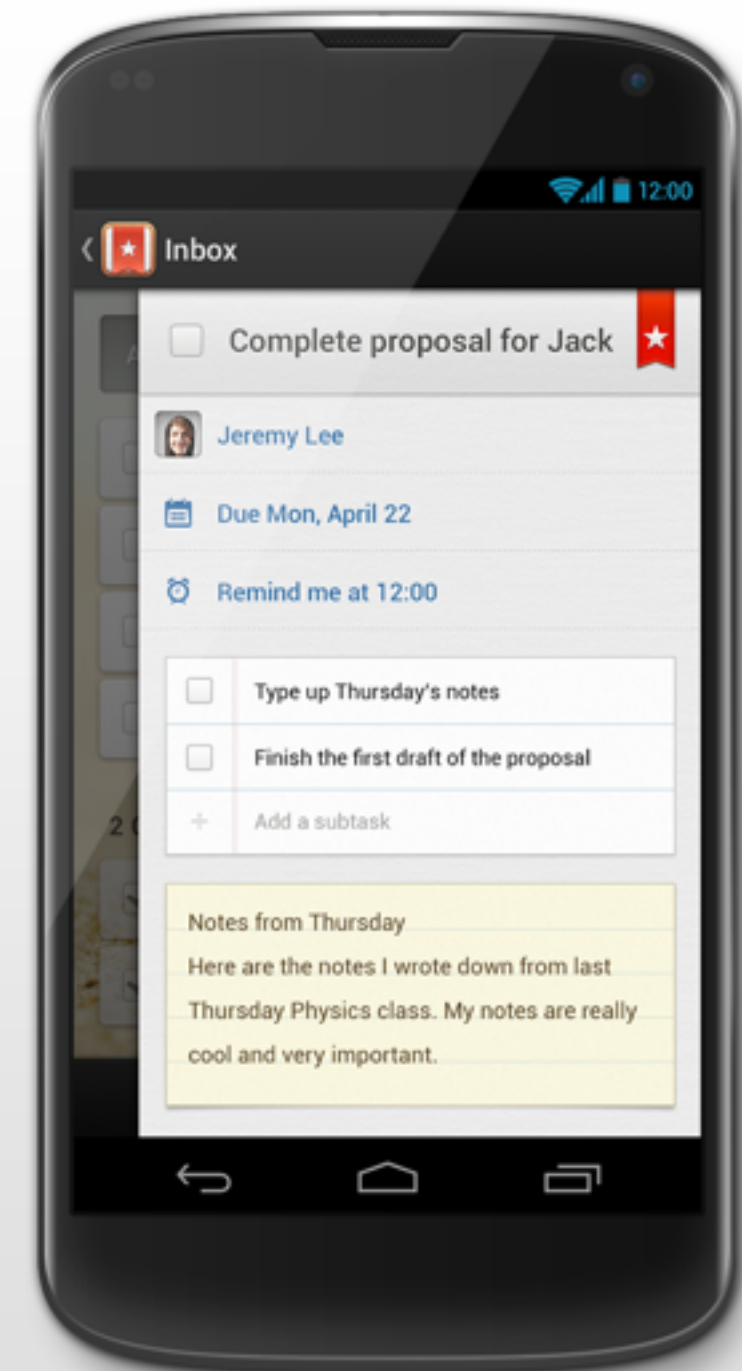 12:00
Inbox
A
Complete proposal for Jack
Jeremy Lee
Due Mon, April 22
Remind me at 12:00
Type up Thursday's notes
Finish the first draft of the proposal
Add a subtask
2
Notes from Thursday
Here are the notes I wrote down from last
Thursday Physics class. My notes are really
cool and very important.